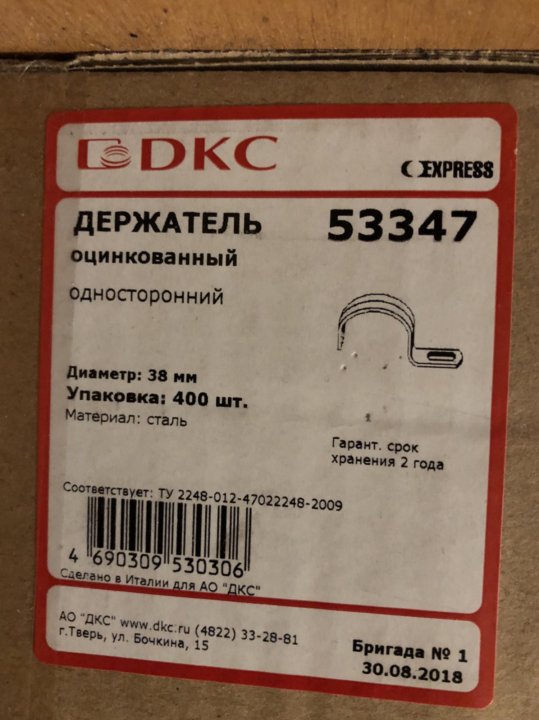 DKC
EXPRESS
ДЕРЖАТЕЛЬ 53347
оцинкованный
односторонний
Диаметр: 38 мм
Упаковка: 400 шт.
Материал: сталь
Гарант. срок
хранения 2 года
Соответствует: ТУ 2248-012-47022248-2009
4 690309 530306
Сделано в Италии для АО "ДКС"
АО "ДКС" www.dkc.ru (4822) 33-28-81
г.Тверь, ул. Бочкина, 15
Бригада № 1
30.08.2018